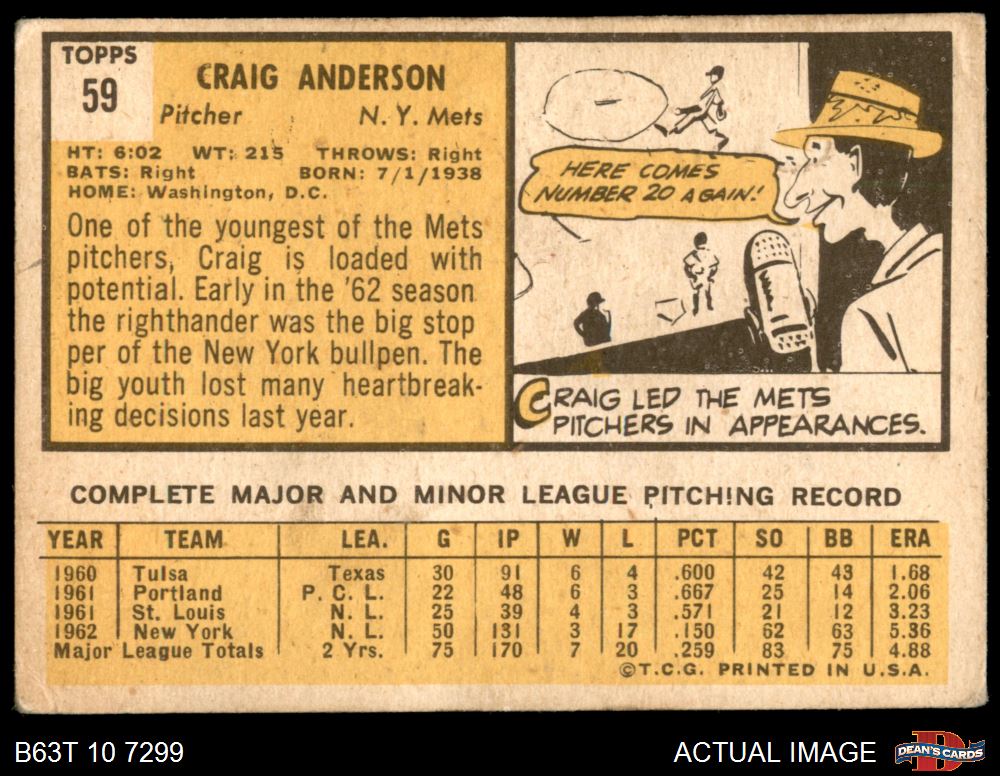 TOPPS
59
CRAIG ANDERSON
Pitcher N. Y. Mets
HT: 6:02 WT: 215 THROWS: Right
BATS: Right BORN: 7/1/1938
HOME: Washington, D.C.
One of the youngest of the Mets
pitchers, Craig is loaded with
potential. Early in the '62 season
the righthander was the big stop
per of the New York bullpen. The
big youth lost many heartbreak-
ing decisions last year.
HERE COMES
NUMBER 20 AGAIN!
CRAIG LED THE METS
PITCHERS IN APPEARANCES.
COMPLETE MAJOR AND MINOR LEAGUE PITCHING RECORD
YEAR TEAM LEA. G IP W L PCT SO BB ERA
1960 Tulsa Texas 30 91 6 4 .600 42 43 1.68
1961 Portland P. C. L. 22 48 6 3 .667 25 14 2.06
1961 St. Louis N. L. 25 39 4 3 .571 21 12 3.23
1962 New York N. L. 50 131 3 17 .150 62 63 5.36
Major League Totals 2 Yrs. 75 170 7 20 .259 83 75 4.88
©T.C.G. PRINTED IN U.S.A.
B63T 10 7299 ACTUAL IMAGE DEAN'S CARDS